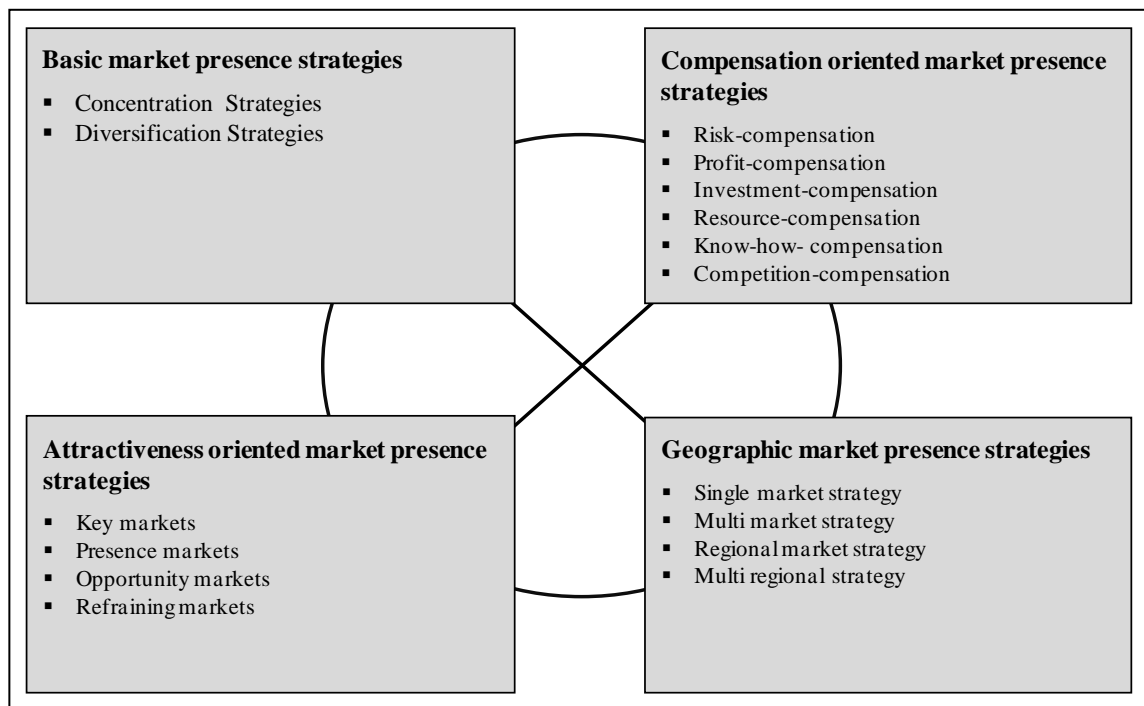 Basic market presence strategies
▪ Concentration Strategies
▪ Diversification Strategies
Compensation oriented market presence
strategies
▪ Risk-compensation
▪ Profit-compensation
▪ Investment-compensation
▪ Resource-compensation
▪ Know-how- compensation
▪ Competition-compensation
Attractiveness oriented market presence
strategies
▪ Key markets
▪ Presence markets
▪ Opportunity markets
▪ Refraining markets
Geographic market presence strategies
▪ Single market strategy
▪ Multi market strategy
▪ Regional market strategy
▪ Multi regional strategy